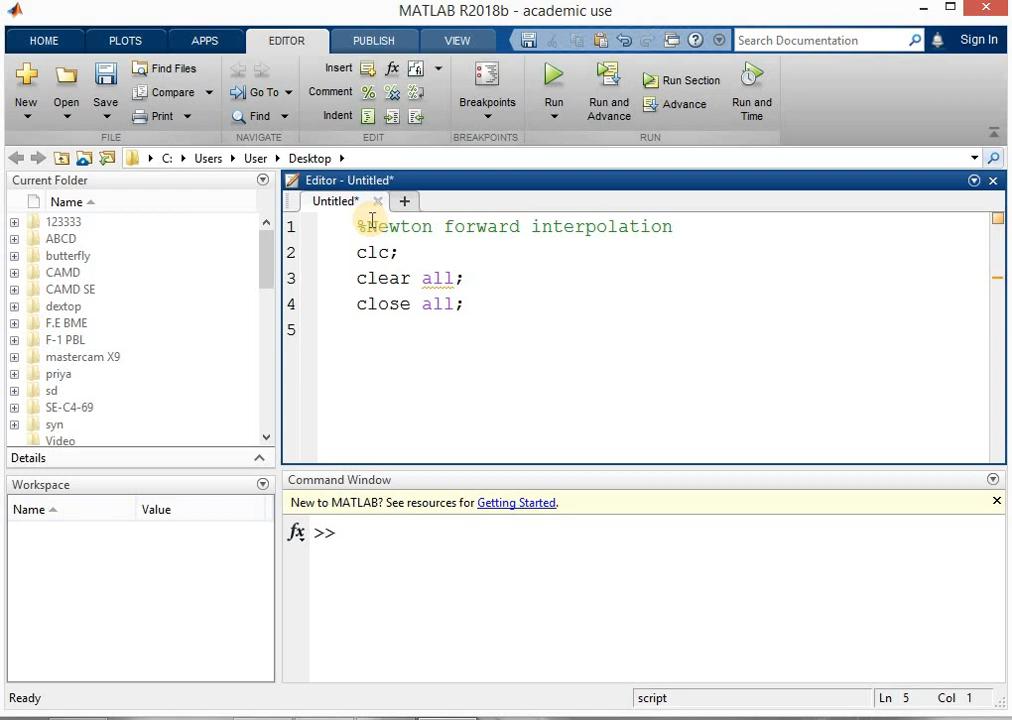 MATLAB R2018b - academic use
HOME PLOTS APPS EDITOR PUBLISH VIEW Search Documentation Sign In
New Open Save Find Files Compare Print
Go To Find
Insert fx Comment % Indent
Breakpoints
Run Run and Advance Run Section Advance Run and Time
FILE NAVIGATE EDIT BREAKPOINTS RUN
C: Users User Desktop
Current Folder
Name
123333
ABCD
butterfly
CAMD
CAMD SE
dextop
F.E BME
F-1 PBL
mastercam X9
priya
sd
SE-C4-69
syn
Video
Details
Workspace
Name Value
Editor - Untitled*
Untitled* +
1 %Newton forward interpolation
2 clc;
3 clear all;
4 close all;
5
Command Window
New to MATLAB? See resources for Getting Started.
fx >>
Ready script Ln 5 Col 1